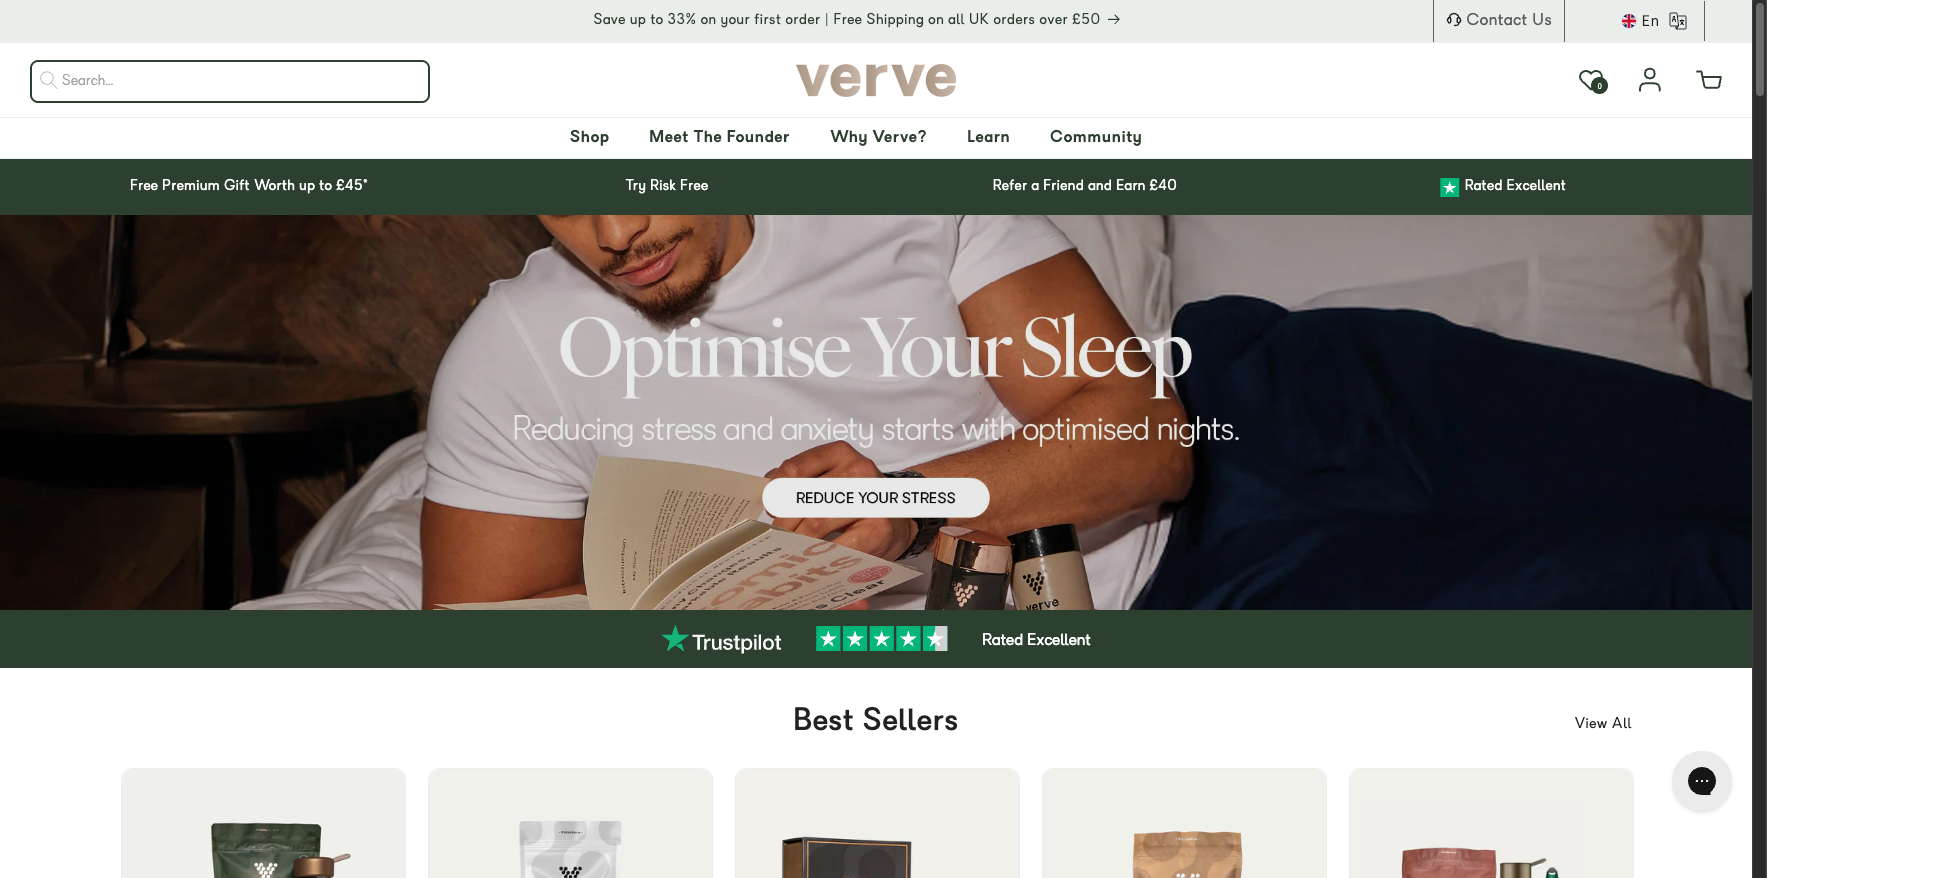 Save up to 33% on your first order | Free Shipping on all UK orders over £50 →
Contact Us
En
Search...
verve
0
Shop
Meet The Founder
Why Verve?
Learn
Community
Free Premium Gift Worth up to £45*
Try Risk Free
Refer a Friend and Earn £40
Rated Excellent
Optimise Your Sleep
Reducing stress and anxiety starts with optimised nights.
REDUCE YOUR STRESS
Introduction
My Story
verve
Trustpilot
Rated Excellent
Best Sellers
View All